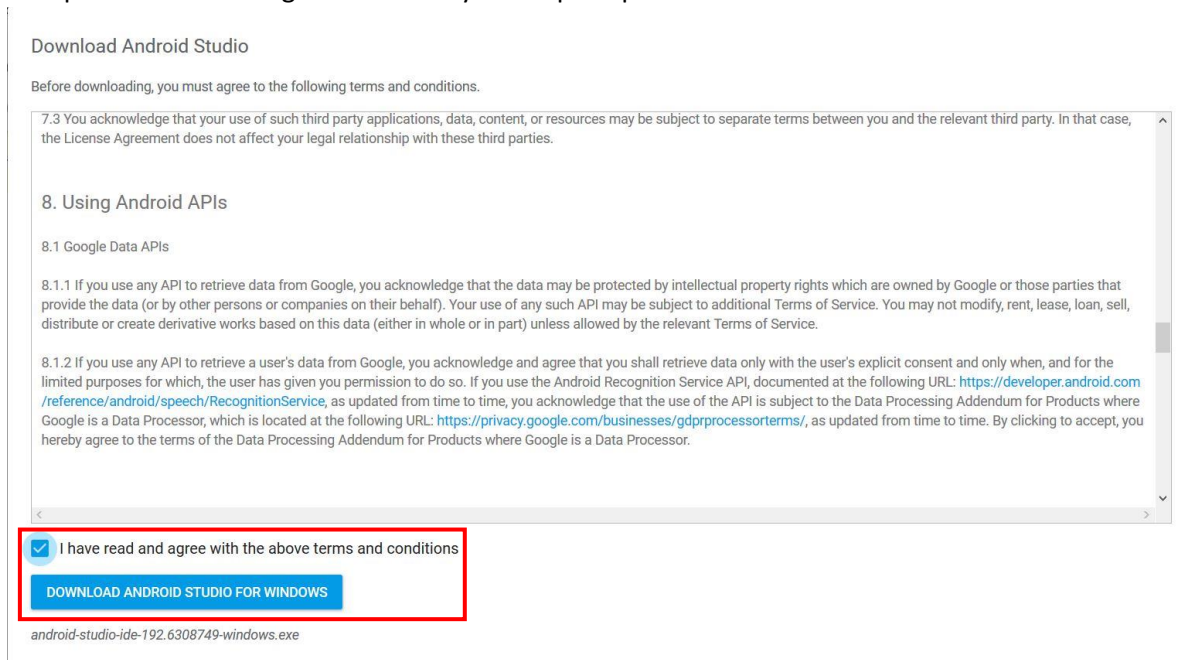 Download Android Studio
Before downloading, you must agree to the following terms and conditions.
7.3 You acknowledge that your use of such third party applications, data, content, or resources may be subject to separate terms between you and the relevant third party. In that case,
the License Agreement does not affect your legal relationship with these third parties.
8. Using Android APIs
8.1 Google Data APIs
8.1.1 If you use any API to retrieve data from Google, you acknowledge that the data may be protected by intellectual property rights which are owned by Google or those parties that
provide the data (or by other persons or companies on their behalf). Your use of any such API may be subject to additional Terms of Service. You may not modify, rent, lease, loan, sell,
distribute or create derivative works based on this data (either in whole or in part) unless allowed by the relevant Terms of Service.
8.1.2 If you use any API to retrieve a user's data from Google, you acknowledge and agree that you shall retrieve data only with the user's explicit consent and only when, and for the
limited purposes for which, the user has given you permission to do so. If you use the Android Recognition Service API, documented at the following URL: https://developer.android.com
/reference/android/speech/RecognitionService, as updated from time to time, you acknowledge that the use of the API is subject to the Data Processing Addendum for Products where
Google is a Data Processor, which is located at the following URL: https://privacy.google.com/businesses/gdprprocessorterms/, as updated from time to time. By clicking to accept, you
hereby agree to the terms of the Data Processing Addendum for Products where Google is a Data Processor.
I have read and agree with the above terms and conditions
DOWNLOAD ANDROID STUDIO FOR WINDOWS
android-studio-ide-192.6308749-windows.exe